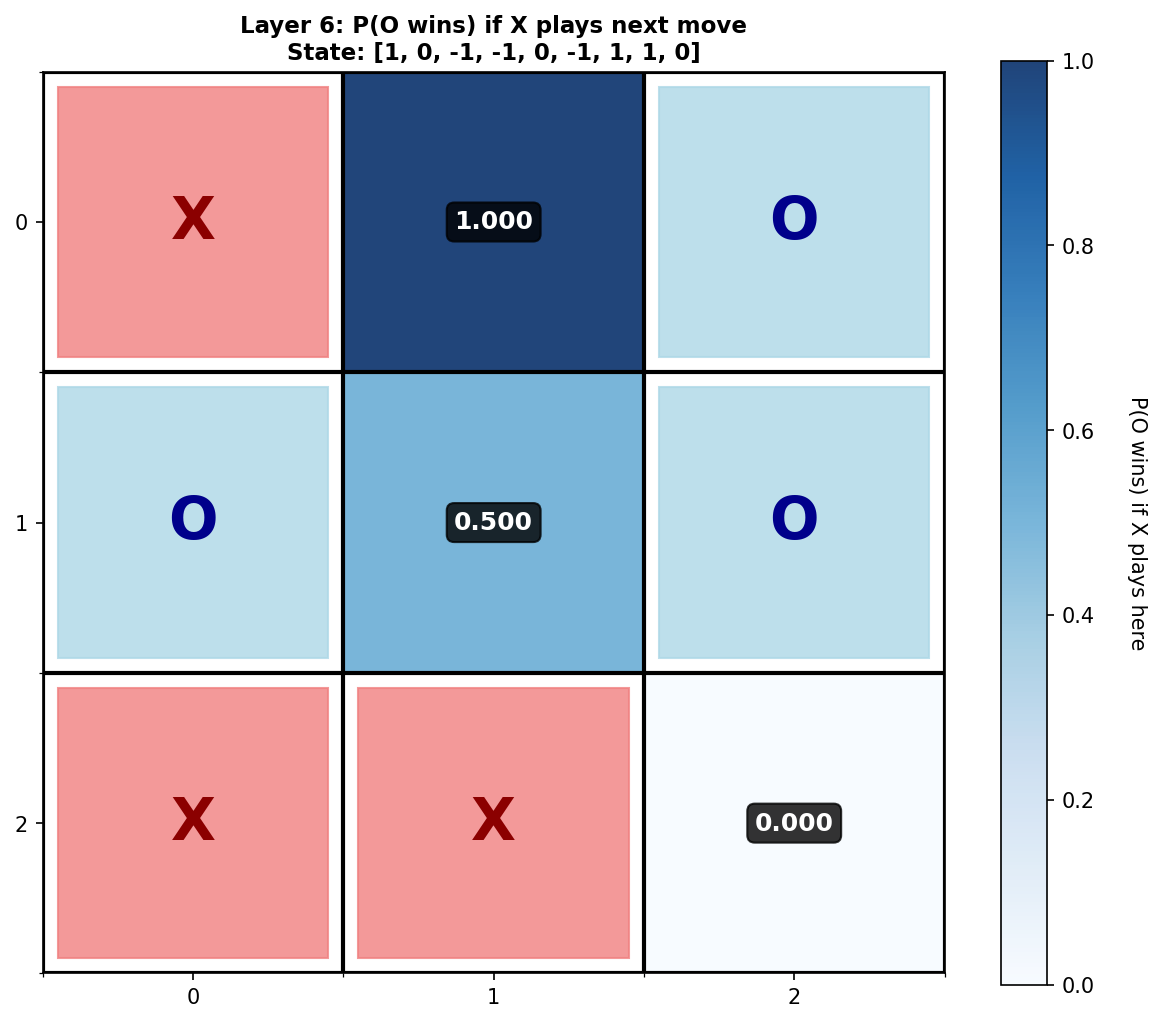 Layer 6: P(O wins) if X plays next move
State: [1, 0, -1, -1, 0, -1, 1, 1, 0]
X
1.000
O
O
0.500
O
X
X
0.000
0
1
2
0
1
2
1.0
0.8
0.6
0.4
0.2
0.0
P(O wins) if X plays here